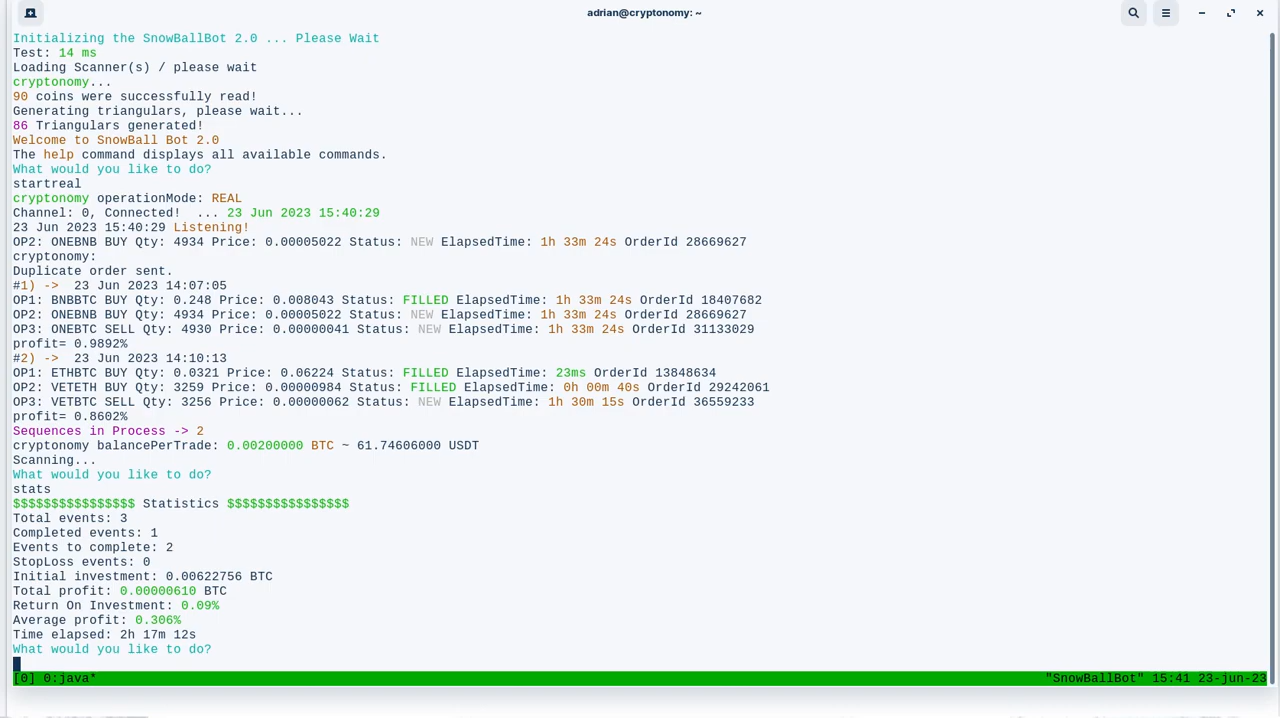 adrian@cryptonomy: ~
Initializing the SnowBallBot 2.0 ... Please Wait
Test: 14 ms
Loading Scanner(s) / please wait
cryptonomy...
90 coins were successfully read!
Generating triangulars, please wait...
86 Triangulars generated!
Welcome to SnowBall Bot 2.0
The help command displays all available commands.
What would you like to do?
startreal
cryptonomy operationMode: REAL
Channel: 0, Connected!  ... 23 Jun 2023 15:40:29
23 Jun 2023 15:40:29 Listening!
OP2: ONEBNB BUY Qty: 4934 Price: 0.00005022 Status: NEW ElapsedTime: 1h 33m 24s OrderId 28669627
cryptonomy:
Duplicate order sent.
#1) ->  23 Jun 2023 14:07:05
OP1: BNBBTC BUY Qty: 0.248 Price: 0.008043 Status: FILLED ElapsedTime: 1h 33m 24s OrderId 18407682
OP2: ONEBNB BUY Qty: 4934 Price: 0.00005022 Status: NEW ElapsedTime: 1h 33m 24s OrderId 28669627
OP3: ONEBTC SELL Qty: 4930 Price: 0.00000041 Status: NEW ElapsedTime: 1h 33m 24s OrderId 31133029
profit= 0.9892%
#2) ->  23 Jun 2023 14:10:13
OP1: ETHBTC BUY Qty: 0.0321 Price: 0.06224 Status: FILLED ElapsedTime: 23ms OrderId 13848634
OP2: VETETH BUY Qty: 3259 Price: 0.00000984 Status: FILLED ElapsedTime: 0h 00m 40s OrderId 29242061
OP3: VETBTC SELL Qty: 3256 Price: 0.00000062 Status: NEW ElapsedTime: 1h 30m 15s OrderId 36559233
profit= 0.8602%
Sequences in Process -> 2
cryptonomy balancePerTrade: 0.00200000 BTC ~ 61.74606000 USDT
Scanning...
What would you like to do?
stats
$$$$$$$$$$$$$$$$ Statistics $$$$$$$$$$$$$$$$
Total events: 3
Completed events: 1
Events to complete: 2
StopLoss events: 0
Initial investment: 0.00622756 BTC
Total profit: 0.00000610 BTC
Return On Investment: 0.09%
Average profit: 0.306%
Time elapsed: 2h 17m 12s
What would you like to do?
[0] 0:java* "SnowBallBot" 15:41 23-jun-23